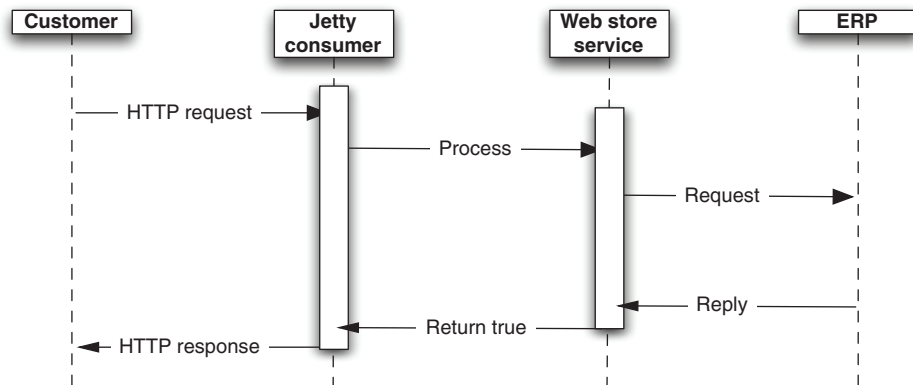 Customer
Jetty
consumer
Web store
service
ERP
HTTP request
Process
Request
Reply
Return true
HTTP response